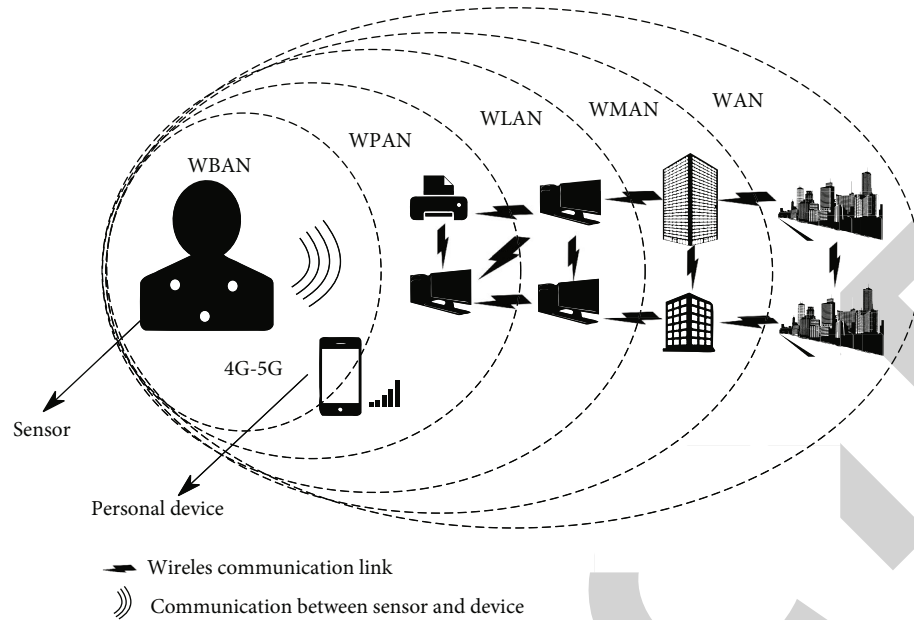 WAN
WMAN
WLAN
WPAN
WBAN
4G-5G
Sensor
Personal device
Wireles communication link
Communication between sensor and device